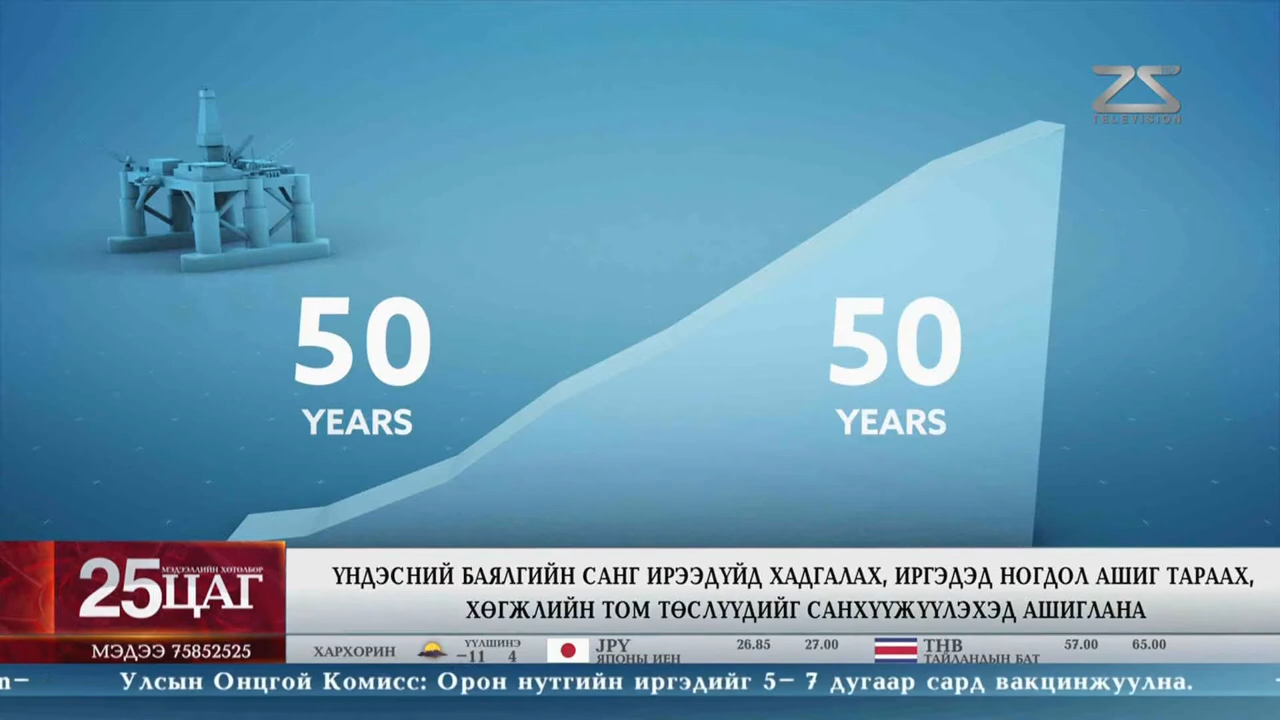 25
TELEVISION
50
YEARS
50
YEARS
25ЦАГ
МЭДЭЭЛЛИЙН ХӨТӨЛБӨР
МЭДЭЭ 75852525
ҮНДЭСНИЙ БАЯЛГИЙН САНГ ИРЭЭДҮЙД ХАДГАЛАХ, ИРГЭДЭД НОГДОЛ АШИГ ТАРААХ,
ХӨГЖЛИЙН ТОМ ТӨСЛҮҮДИЙГ САНХҮҮЖҮҮЛЭХЭД АШИГЛАНА
ХАРХОРИН
ҮҮЛШИНЭ
−11 4
JPY
ЯПОНЫ ИЕН
26.85 27.00
THB
ТАЙЛАНДЫН БАТ
57.00 65.00
Улсын Онцгой Комисс: Орон нутгийн иргэдийг 5− 7 дугаар сард вакцинжуулна.